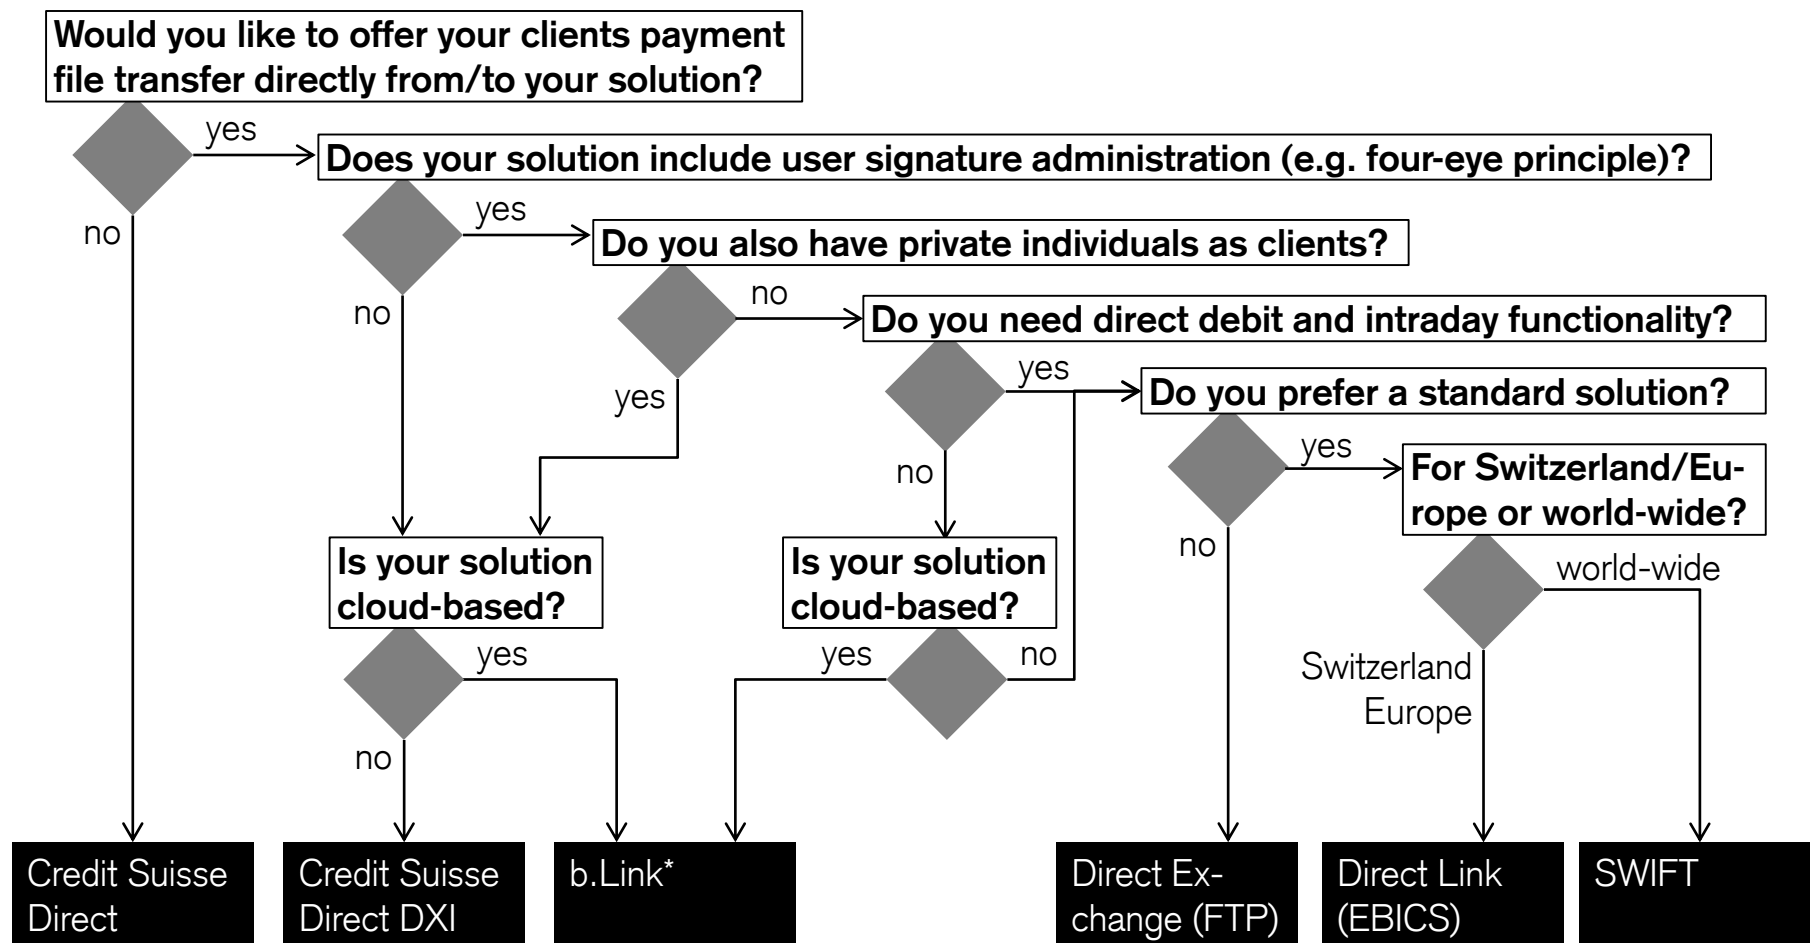 Would you like to offer your clients payment
file transfer directly from/to your solution?
yes
Does your solution include user signature administration (e.g. four-eye principle)?
no
yes
Do you also have private individuals as clients?
no
no
Do you need direct debit and intraday functionality?
yes
yes
Do you prefer a standard solution?
no
yes
For Switzerland/Eu-
rope or world-wide?
no
Is your solution
cloud-based?
Is your solution
cloud-based?
world-wide
yes
yes
no
Switzerland
Europe
no
Credit Suisse
Direct
Credit Suisse
Direct DXI
b.Link*
Direct Ex-
change (FTP)
Direct Link
(EBICS)
SWIFT